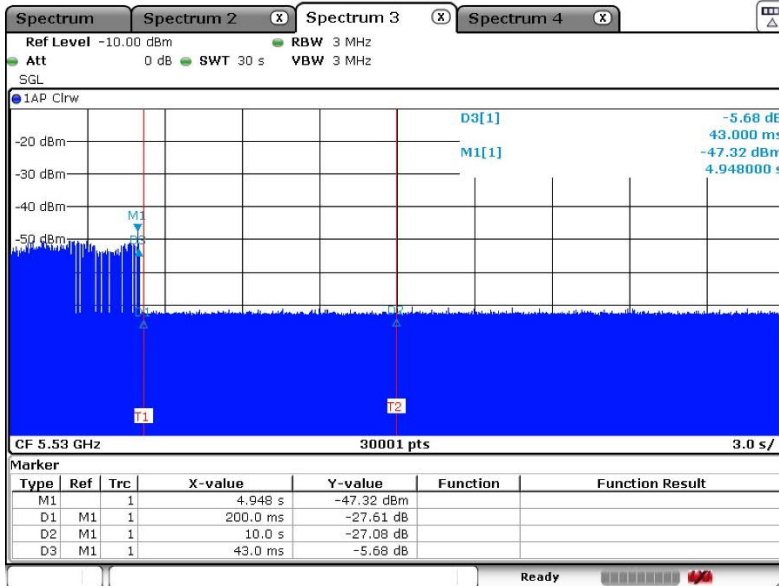 Spectrum Spectrum 2 X Spectrum 3 X Spectrum 4 X
Ref Level -10.00 dBm RBW 3 MHz
Att 0 dB SWT 30 s VBW 3 MHz
SGL
1AP Clrw
D3[1] -5.68 dB
43.000 ms
M1[1] -47.32 dBm
4.948000 s
-20 dBm
-30 dBm
-40 dBm
M1
-50 dBm
D3
D1 D2
T1 T2
CF 5.53 GHz 30001 pts 3.0 s/
Marker
Type Ref Trc X-value Y-value Function Function Result
M1 1 4.948 s -47.32 dBm
D1 M1 1 200.0 ms -27.61 dB
D2 M1 1 10.0 s -27.08 dB
D3 M1 1 43.0 ms -5.68 dB
Ready